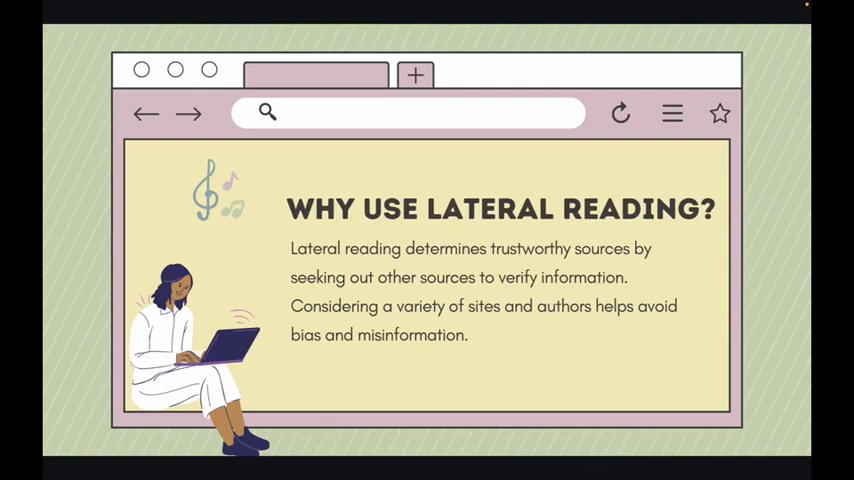 WHY USE LATERAL READING?
Lateral reading determines trustworthy sources by
seeking out other sources to verify information.
Considering a variety of sites and authors helps avoid
bias and misinformation.